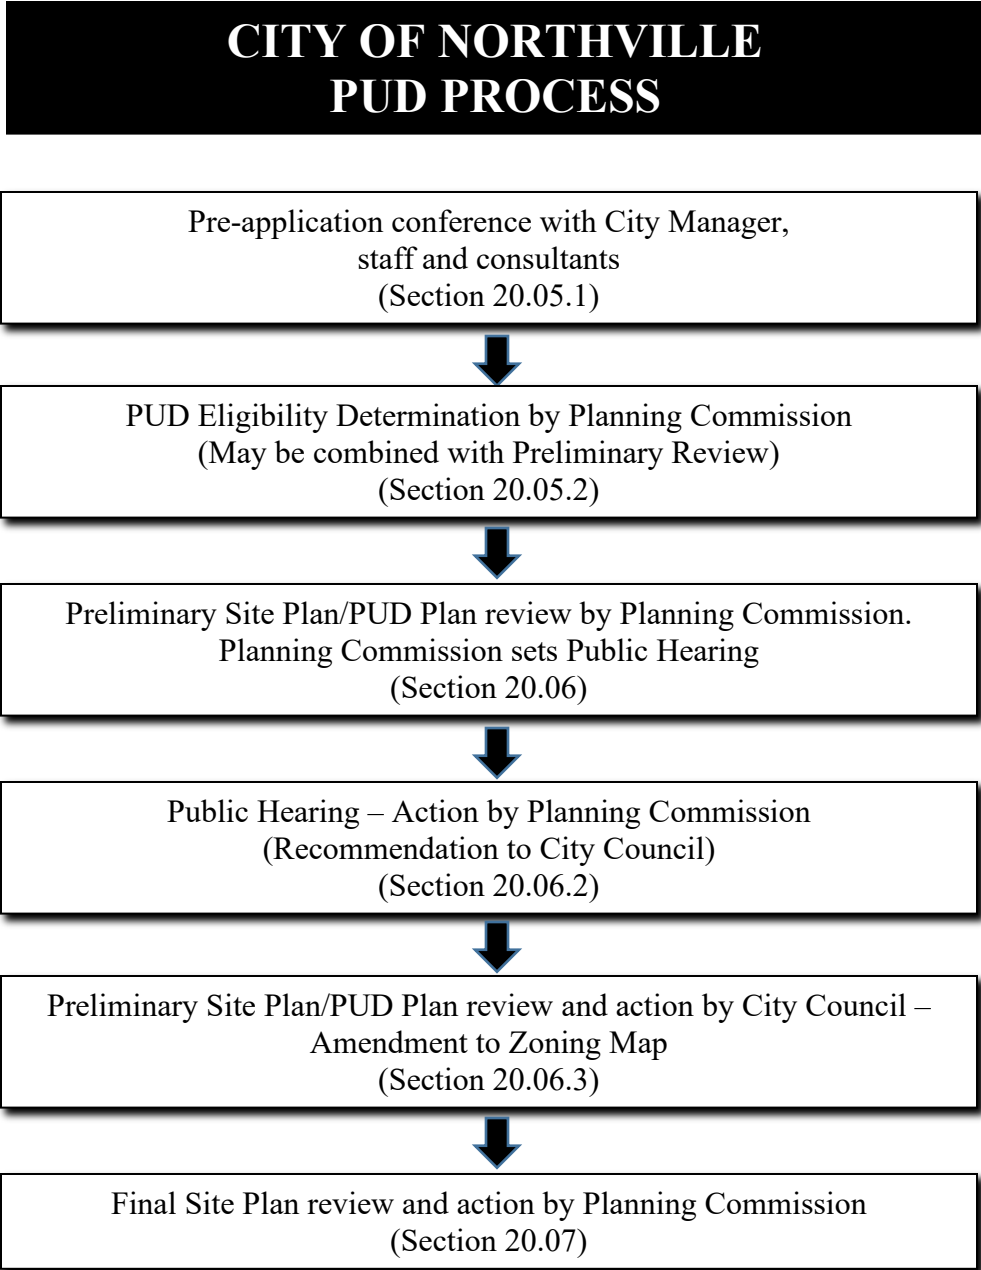 CITY OF NORTHVILLE
PUD PROCESS
Pre-application conference with City Manager,
staff and consultants
(Section 20.05.1)
PUD Eligibility Determination by Planning Commission
(May be combined with Preliminary Review)
(Section 20.05.2)
Preliminary Site Plan/PUD Plan review by Planning Commission.
Planning Commission sets Public Hearing
(Section 20.06)
Public Hearing – Action by Planning Commission
(Recommendation to City Council)
(Section 20.06.2)
Preliminary Site Plan/PUD Plan review and action by City Council –
Amendment to Zoning Map
(Section 20.06.3)
Final Site Plan review and action by Planning Commission
(Section 20.07)